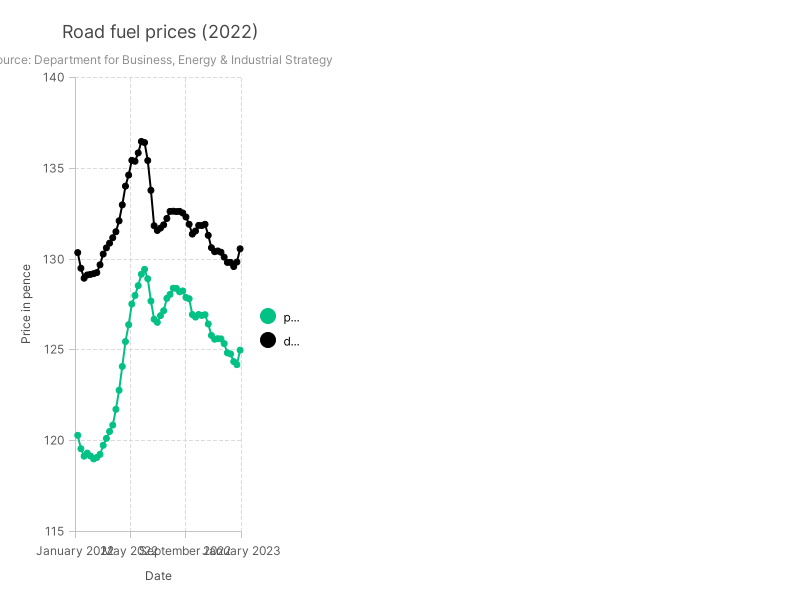 Road fuel prices (2022)
ource: Department for Business, Energy & Industrial Strategy
140
135
130
125
120
115
Price in pence
January 2022
May 2022
September 2022
January 2023
Date
p...
d...